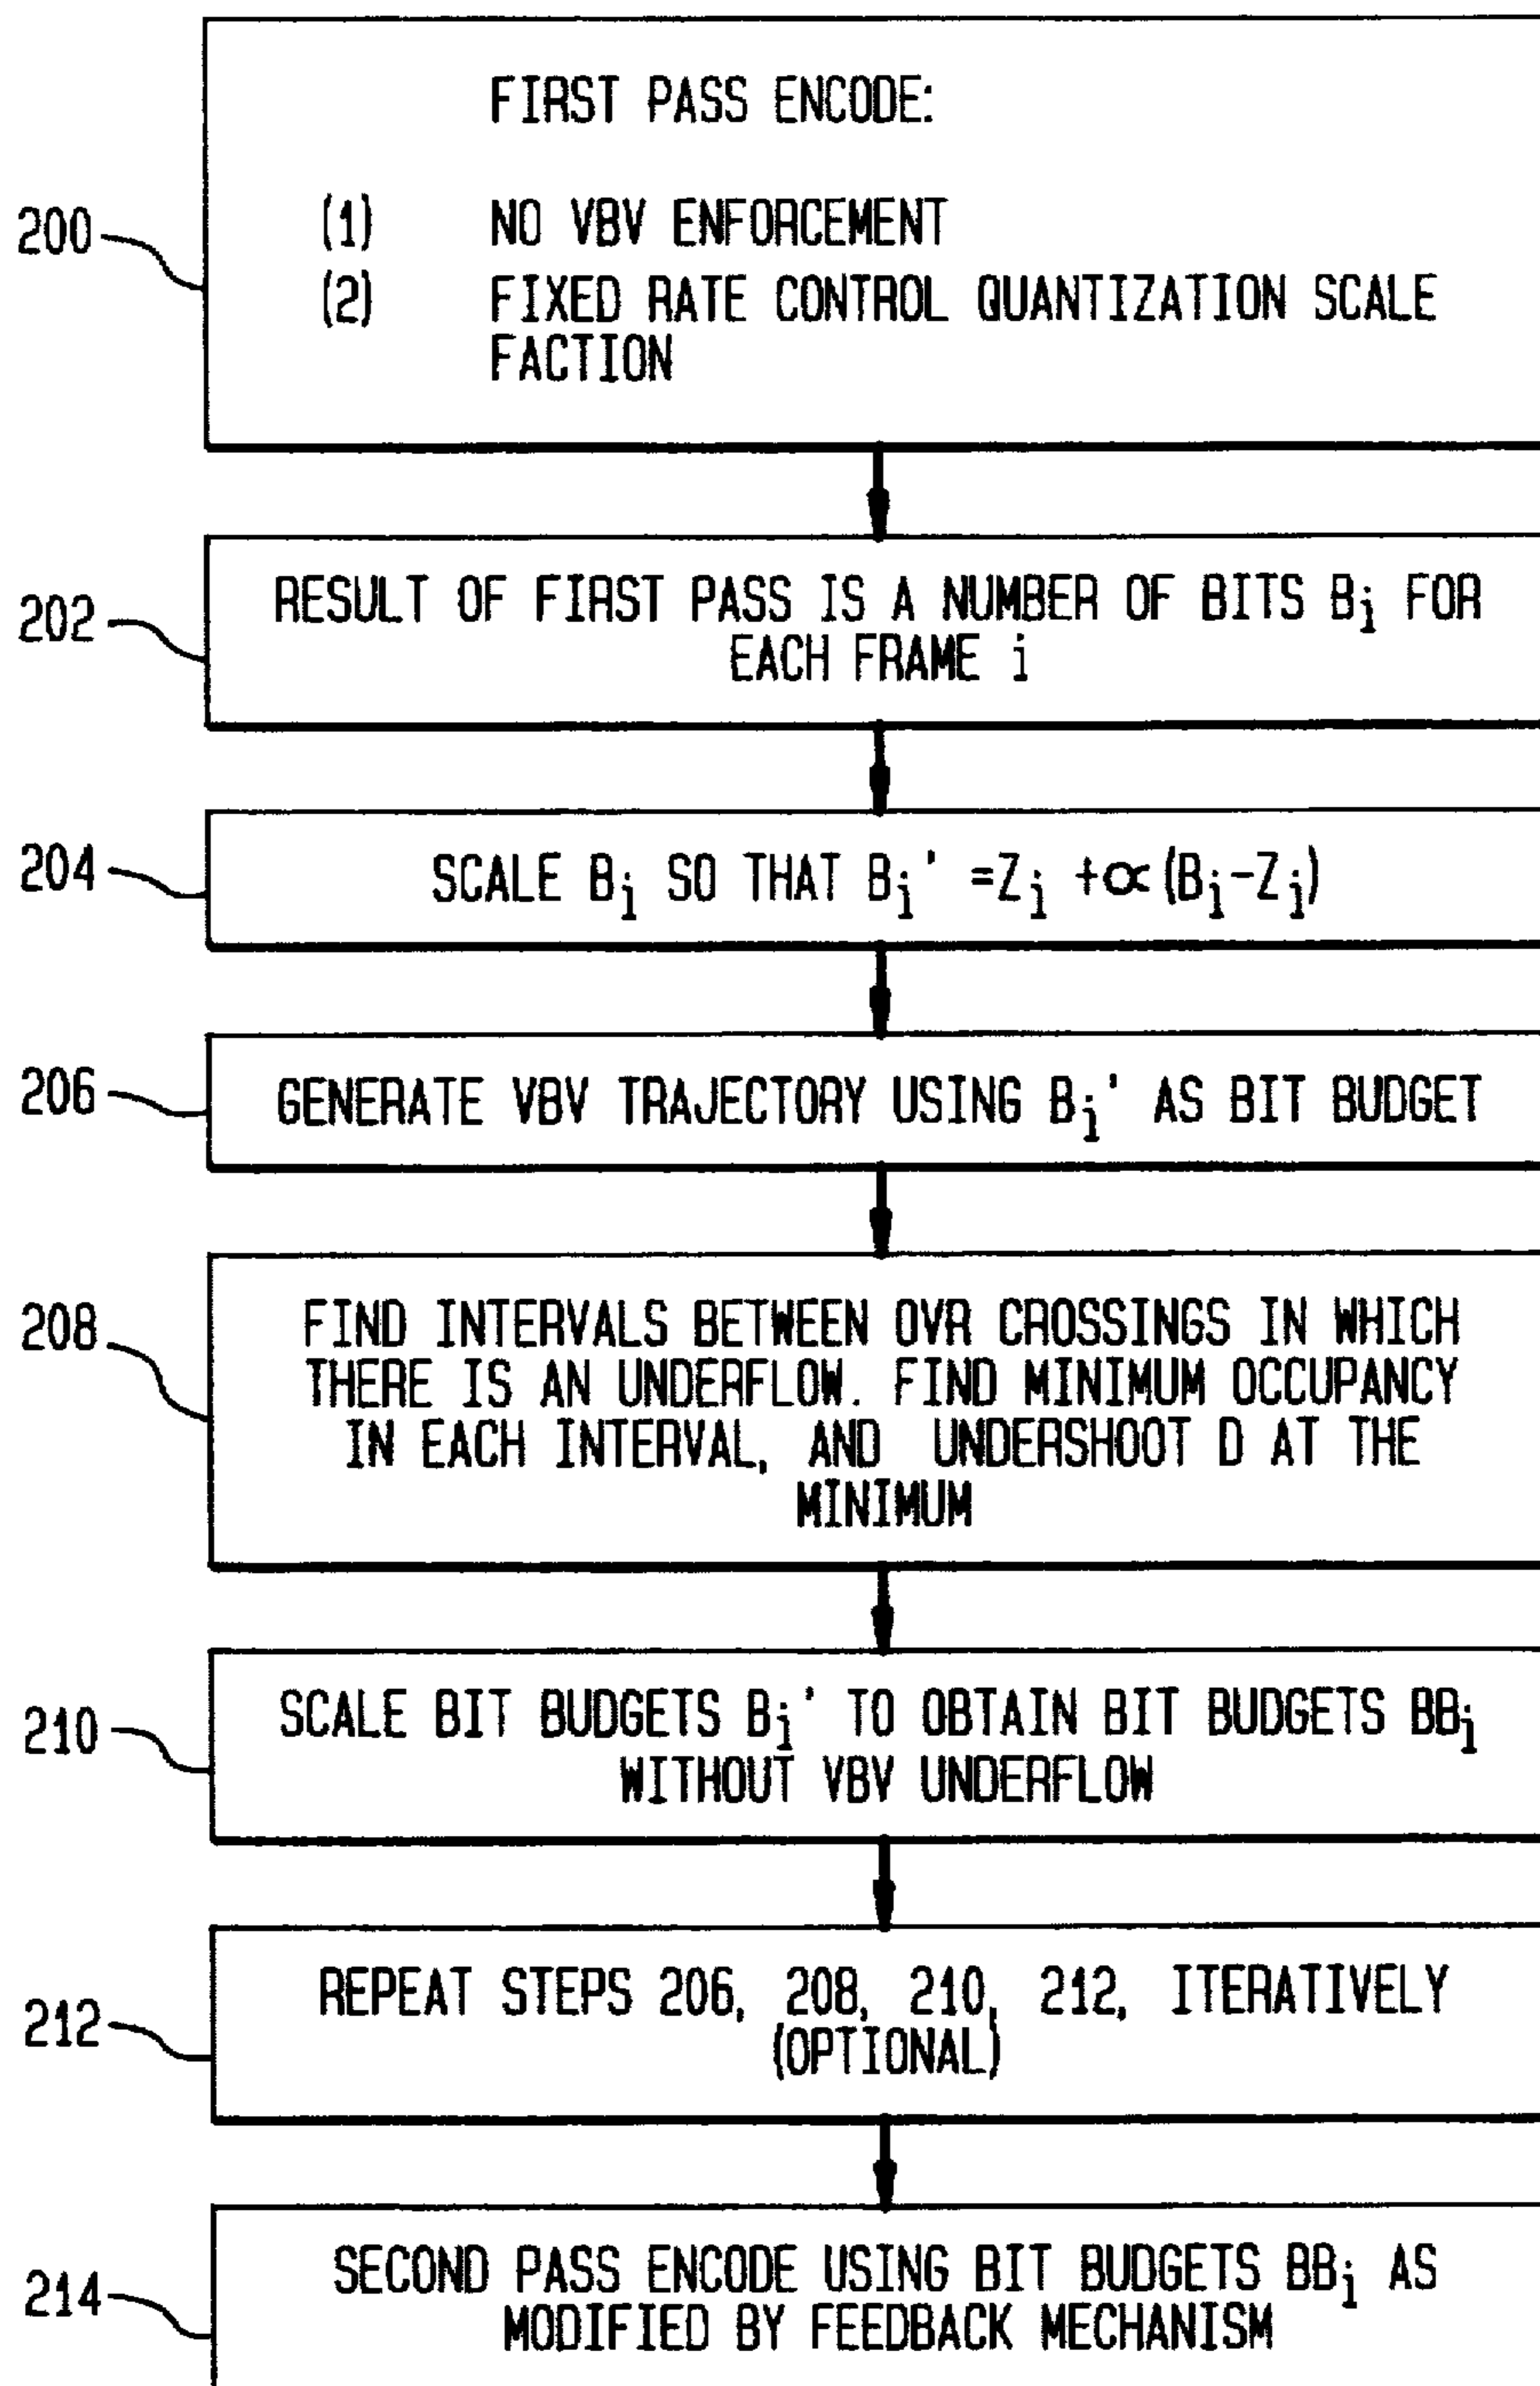 FIRST PASS ENCODE:
200
(1) NO VBV ENFORCEMENT
(2) FIXED RATE CONTROL QUANTIZATION SCALE
FACTION
202
RESULT OF FIRST PASS IS A NUMBER OF BITS Bi FOR
EACH FRAME i
204
SCALE Bi SO THAT Bi' =Zi +∝(Bi-Zi)
206
GENERATE VBV TRAJECTORY USING Bi' AS BIT BUDGET
208
FIND INTERVALS BETWEEN OVR CROSSINGS IN WHICH
THERE IS AN UNDERFLOW. FIND MINIMUM OCCUPANCY
IN EACH INTERVAL, AND UNDERSHOOT D AT THE
MINIMUM
210
SCALE BIT BUDGETS Bi' TO OBTAIN BIT BUDGETS BBi
WITHOUT VBV UNDERFLOW
212
REPEAT STEPS 206, 208, 210, 212, ITERATIVELY
(OPTIONAL)
214
SECOND PASS ENCODE USING BIT BUDGETS BBi AS
MODIFIED BY FEEDBACK MECHANISM